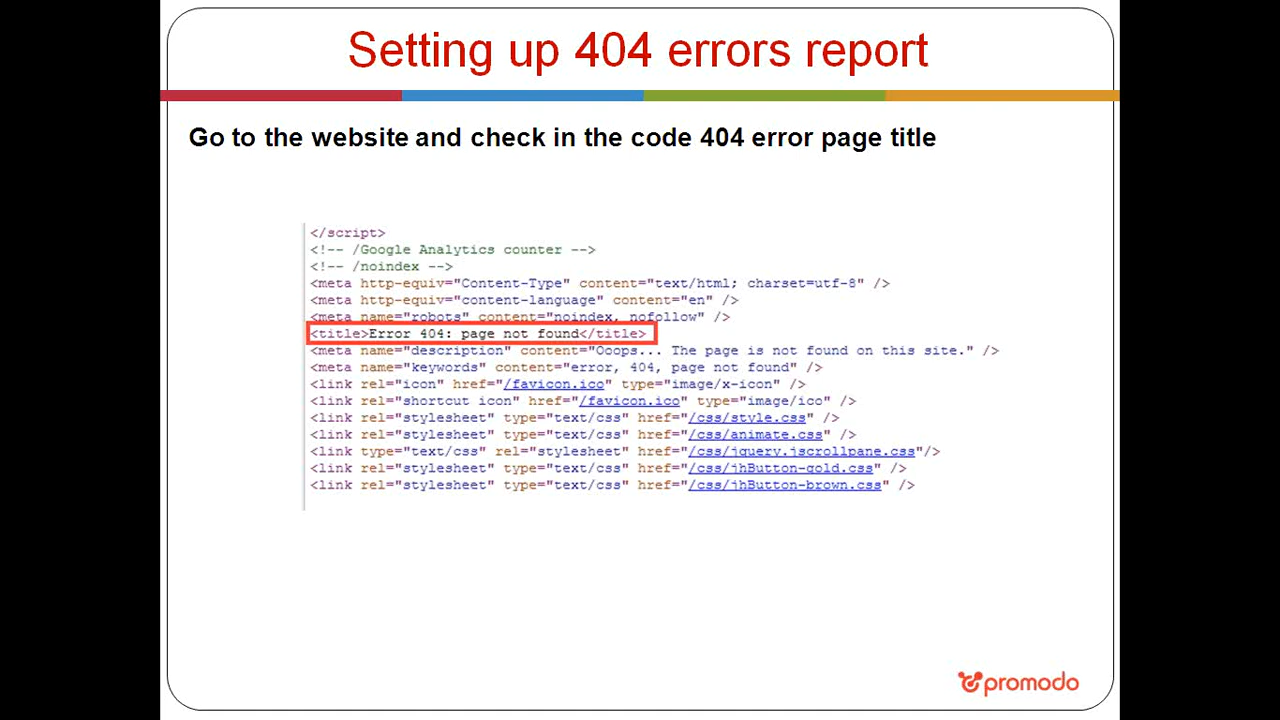 Setting up 404 errors report
Go to the website and check in the code 404 error page title
</script>
<!-- /Google Analytics counter -->
<!-- /noindex -->
<meta http-equiv="Content-Type" content="text/html; charset=utf-8" />
<meta http-equiv="content-language" content="en" />
<meta name="robots" content="noindex, nofollow" />
<title>Error 404: page not found</title>
<meta name="description" content="Ooops... The page is not found on this site." />
<meta name="keywords" content="error, 404, page not found" />
<link rel="icon" href="/favicon.ico" type="image/x-icon" />
<link rel="shortcut icon" href="/favicon.ico" type="image/ico" />
<link rel="stylesheet" type="text/css" href="/css/style.css" />
<link rel="stylesheet" type="text/css" href="/css/animate.css" />
<link type="text/css" rel="stylesheet" href="/css/jquery.jscrollpane.css"/>
<link rel="stylesheet" type="text/css" href="/css/jhButton-gold.css" />
<link rel="stylesheet" type="text/css" href="/css/jhButton-brown.css" />
promodo